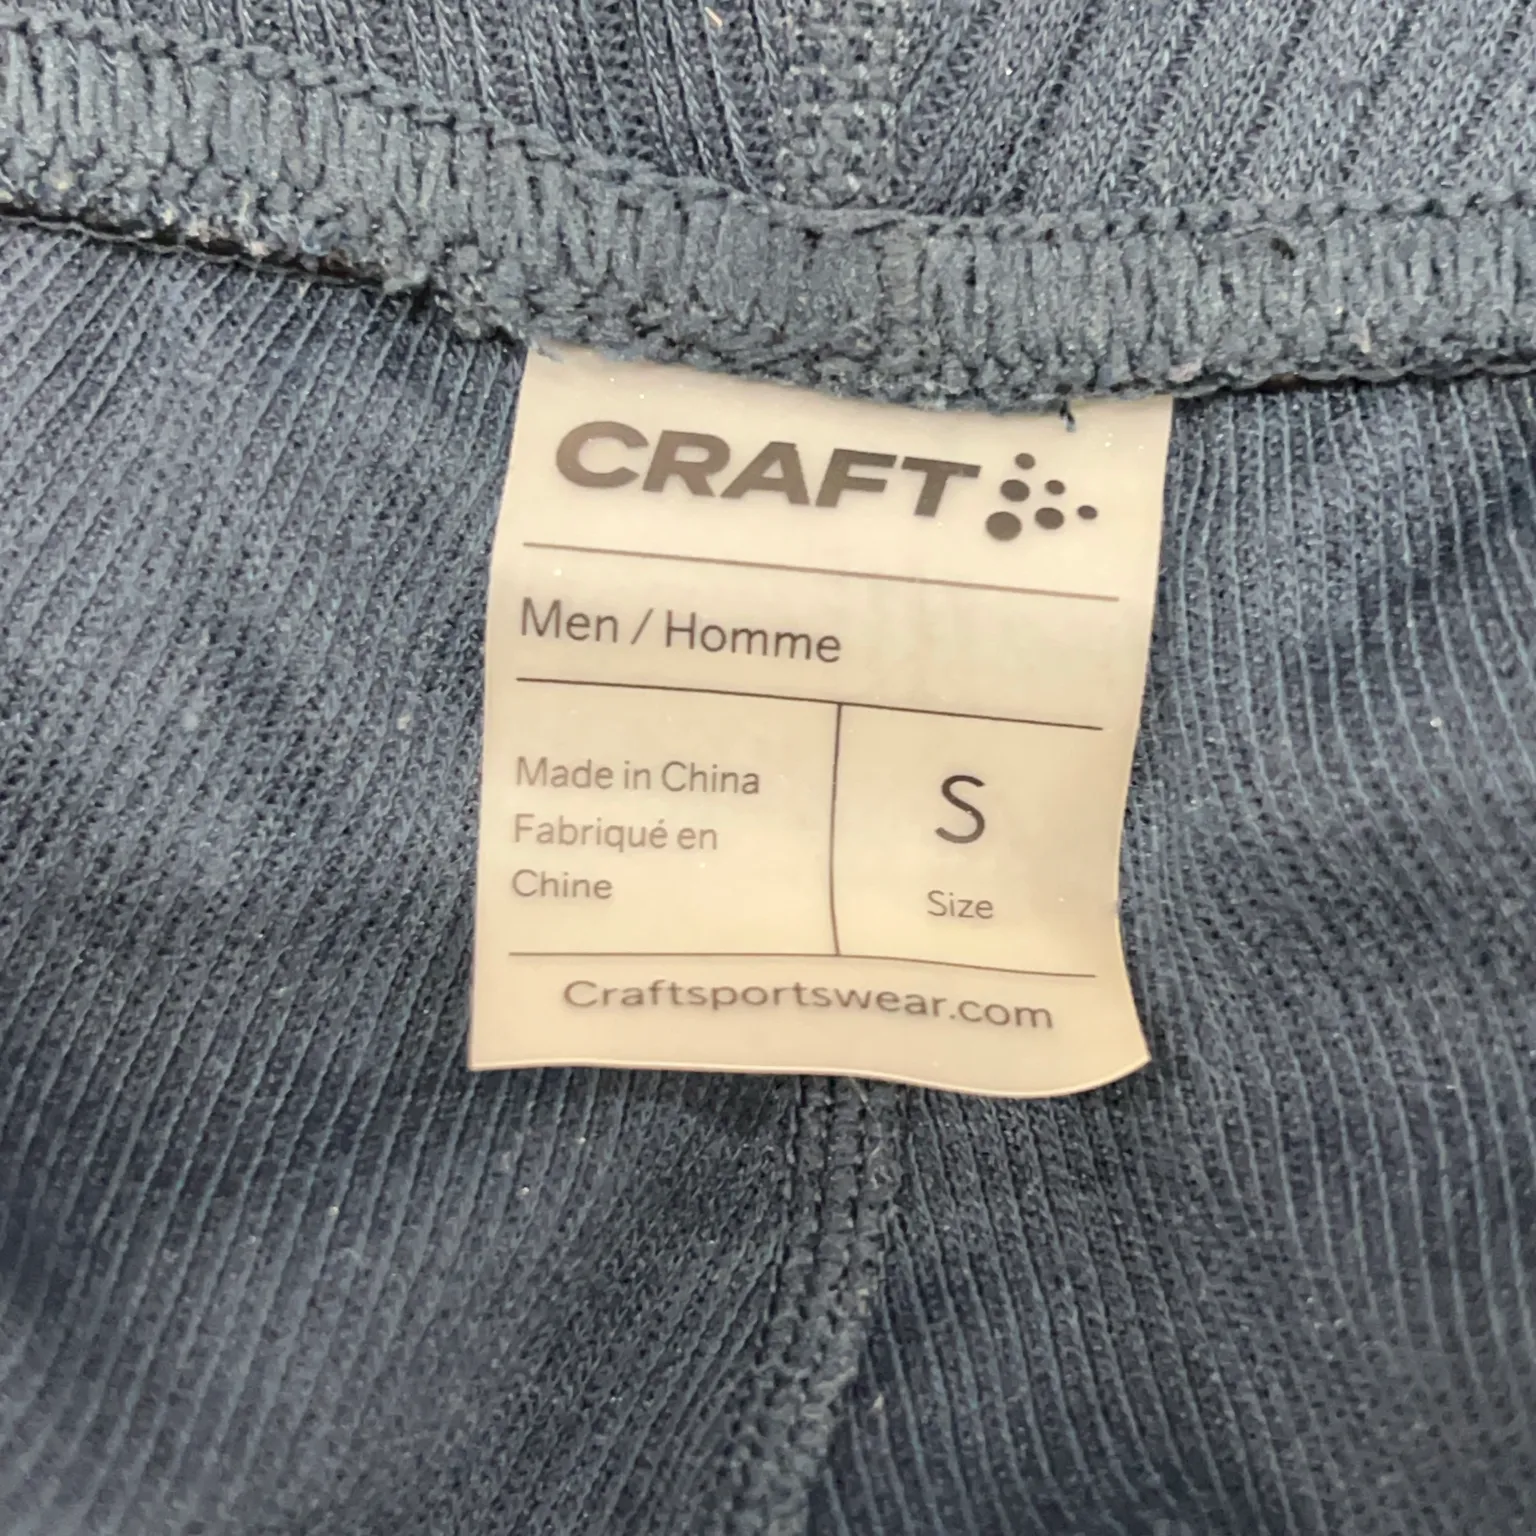 CRAFT
Men / Homme
Made in China
Fabriqué en
Chine
S
Size
Craftsportswear.com